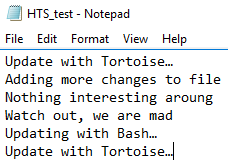 HTS_test - Notepad
File Edit Format View Help
Update with Tortoise…
Adding more changes to file
Nothing interesting aroung
Watch out, we are mad
Updating with Bash…
Update with Tortoise…